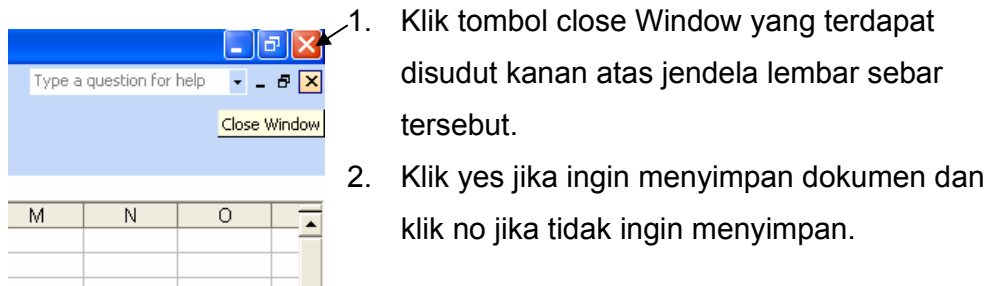 Type a question for help
Close Window
M N O
1. Klik tombol close Window yang terdapat
disudut kanan atas jendela lembar sebar
tersebut.
2. Klik yes jika ingin menyimpan dokumen dan
klik no jika tidak ingin menyimpan.